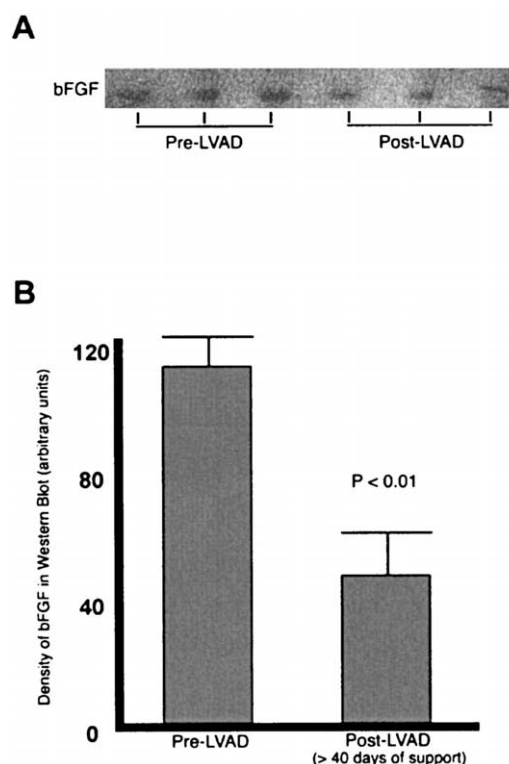 A
bFGF
Pre-LVAD
Post-LVAD
B
Density of bFGF in Western Blot (arbitrary units)
120
80
40
0
P < 0.01
Pre-LVAD
Post-LVAD
(> 40 days of support)